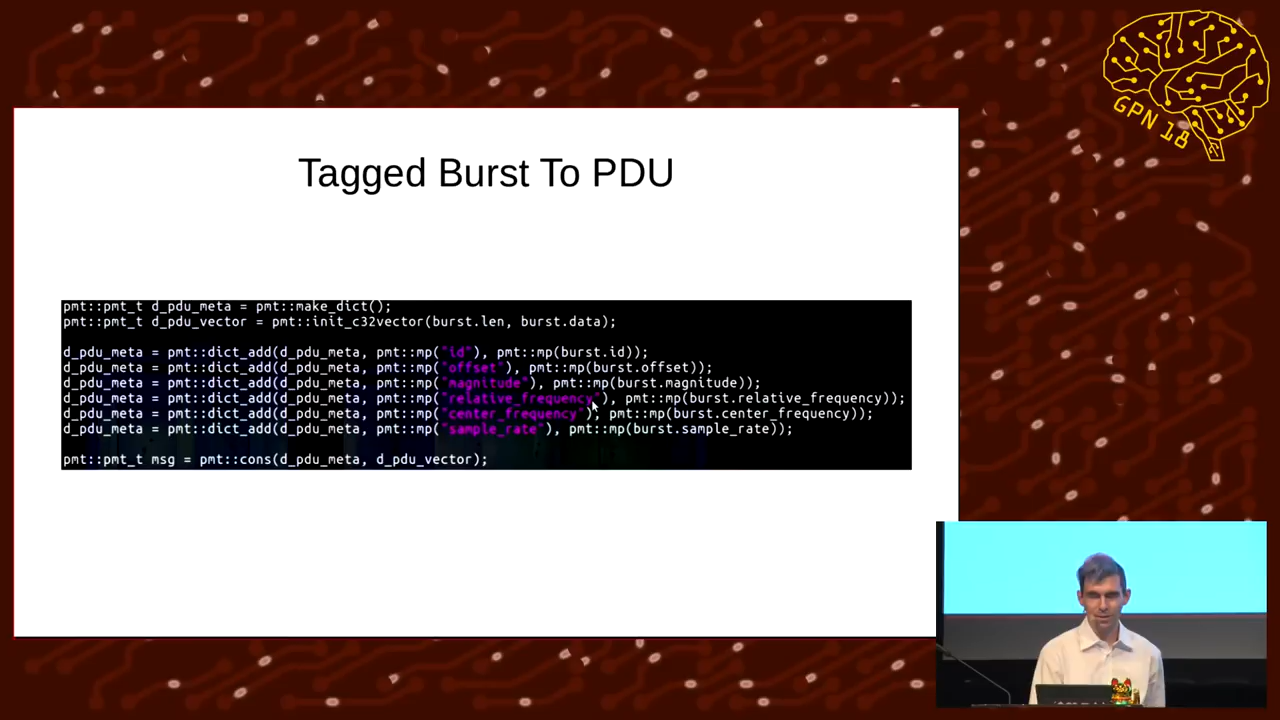 GPN 18
Tagged Burst To PDU
pmt::pmt_t d_pdu_meta = pmt::make_dict();
pmt::pmt_t d_pdu_vector = pmt::init_c32vector(burst.len, burst.data);
d_pdu_meta = pmt::dict_add(d_pdu_meta, pmt::mp("id"), pmt::mp(burst.id));
d_pdu_meta = pmt::dict_add(d_pdu_meta, pmt::mp("offset"), pmt::mp(burst.offset));
d_pdu_meta = pmt::dict_add(d_pdu_meta, pmt::mp("magnitude"), pmt::mp(burst.magnitude));
d_pdu_meta = pmt::dict_add(d_pdu_meta, pmt::mp("relative_frequency"), pmt::mp(burst.relative_frequency));
d_pdu_meta = pmt::dict_add(d_pdu_meta, pmt::mp("center_frequency"), pmt::mp(burst.center_frequency));
d_pdu_meta = pmt::dict_add(d_pdu_meta, pmt::mp("sample_rate"), pmt::mp(burst.sample_rate));
pmt::pmt_t msg = pmt::cons(d_pdu_meta, d_pdu_vector);